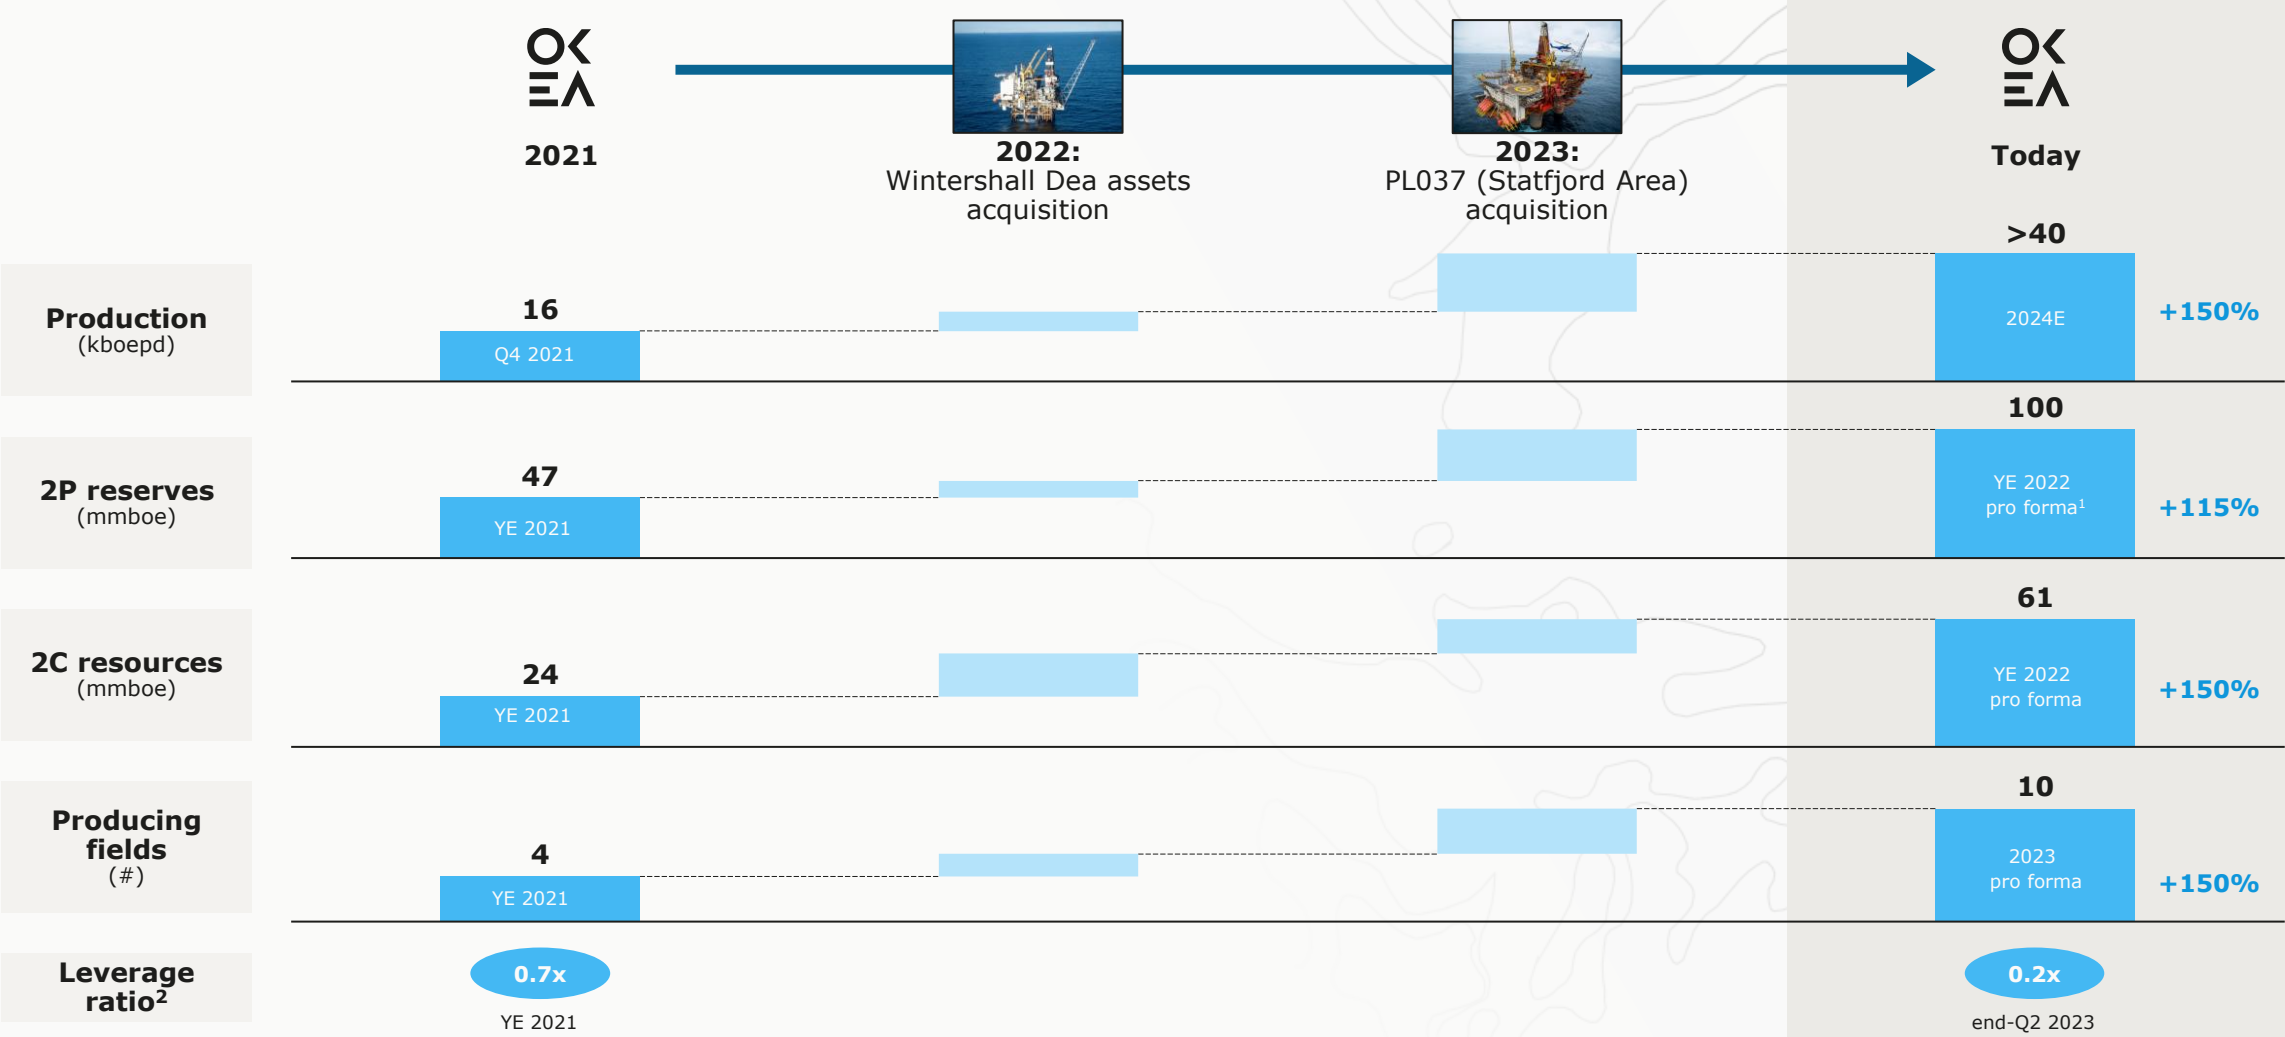 OK
EA
2021
2022:
Wintershall Dea assets
acquisition
2023:
PL037 (Statfjord Area)
acquisition
OK
EA
Today
Production
(kboepd)
16
Q4 2021
>40
2024E
+150%
2P reserves
(mmboe)
47
YE 2021
100
YE 2022
pro forma¹
+115%
2C resources
(mmboe)
24
YE 2021
61
YE 2022
pro forma
+150%
Producing
fields
(#)
4
YE 2021
10
2023
pro forma
+150%
Leverage
ratio²
0.7x
YE 2021
0.2x
end-Q2 2023